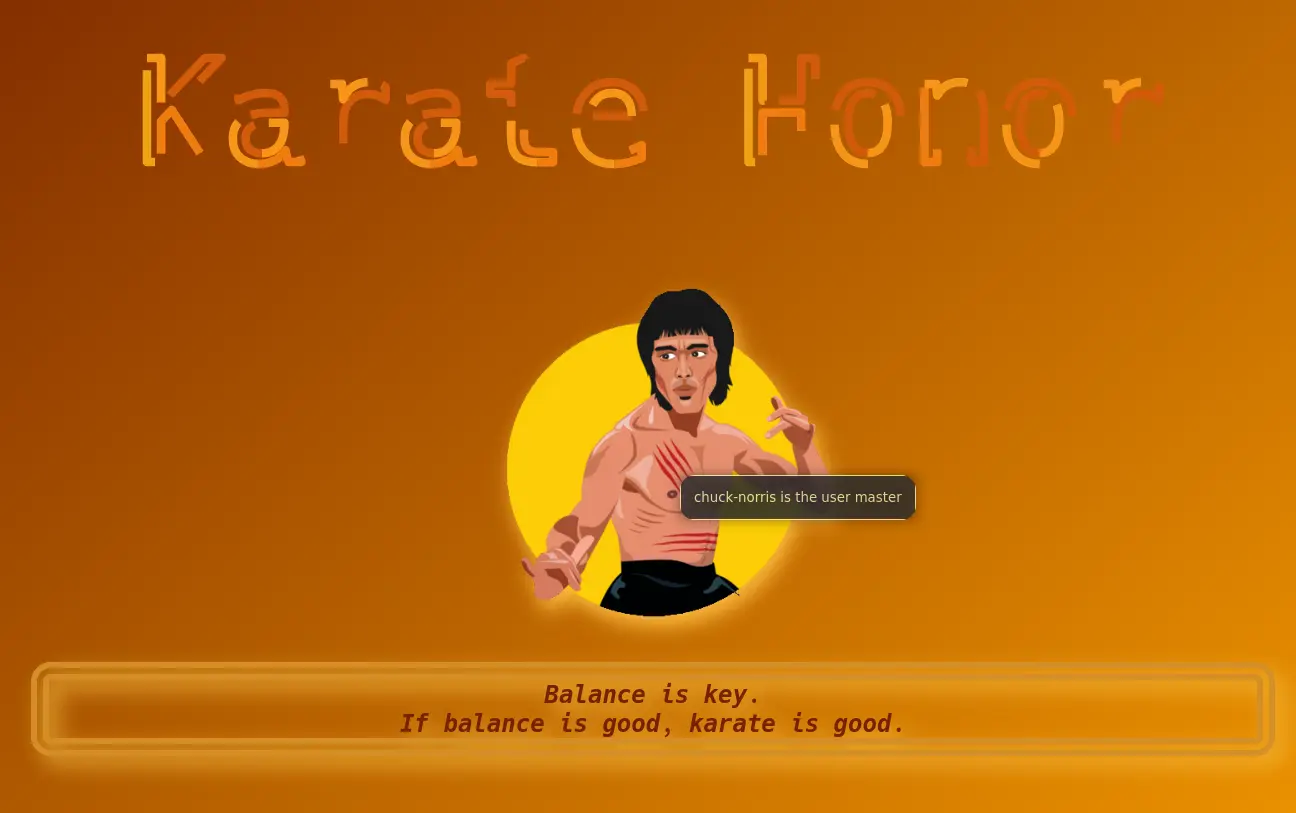 Karate Honor
chuck-norris is the user master
Balance is key.
If balance is good, karate is good.